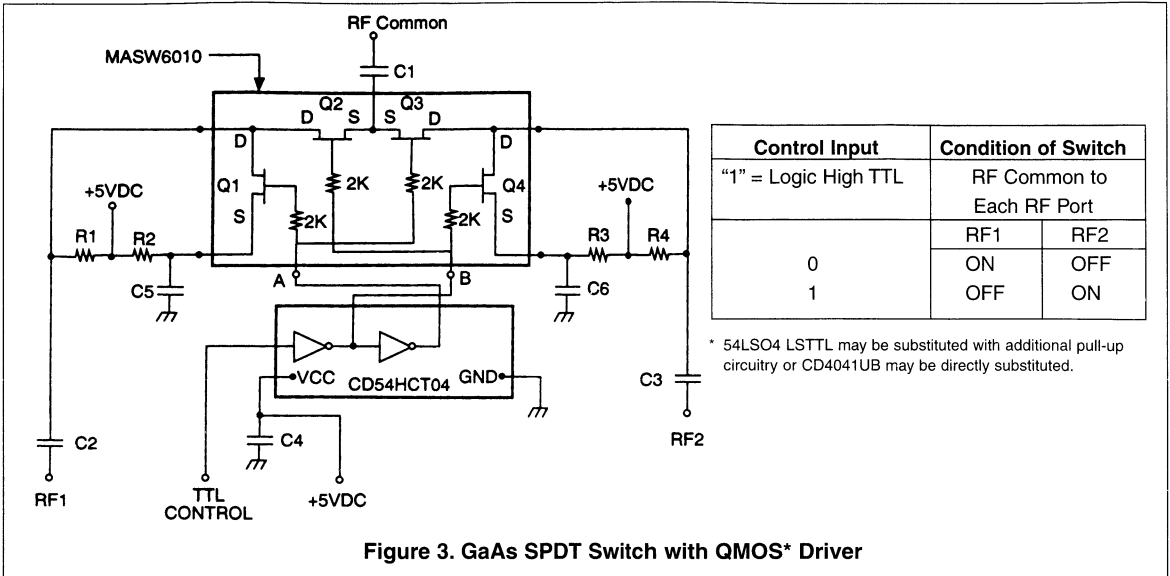 RF Common
MASW6010
C1
Q2
Q3
D
S
S
D
D
D
Q1
2K
2K
Q4
+5VDC
+5VDC
S
2K
2K
S
R1
R2
R3
R4
A
B
C5
C6
VCC
CD54HCT04
GND
C3
C4
C2
RF2
RF1
TTL
CONTROL
+5VDC
Control Input
Condition of Switch
"1" = Logic High TTL
RF Common to
Each RF Port
RF1
RF2
0
ON
OFF
1
OFF
ON
* 54LSO4 LSTTL may be substituted with additional pull-up
circuitry or CD4041UB may be directly substituted.
Figure 3. GaAs SPDT Switch with QMOS* Driver